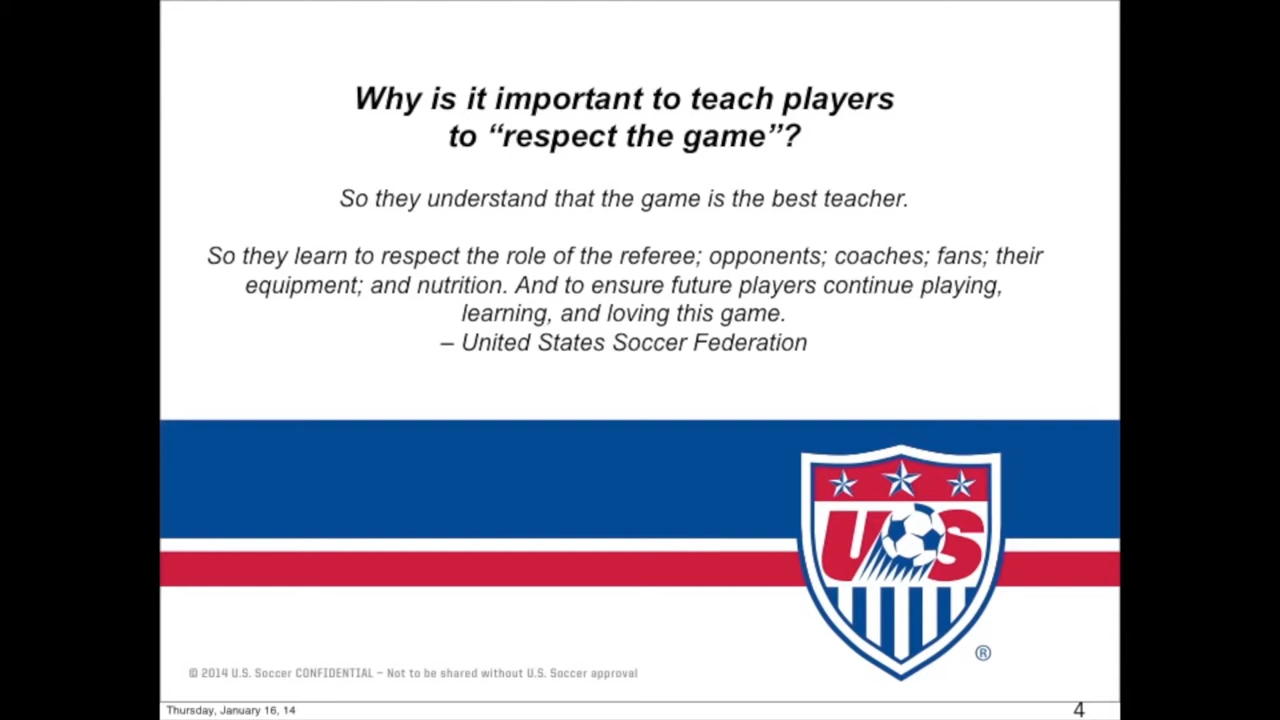 Why is it important to teach players
to “respect the game”?
So they understand that the game is the best teacher.
So they learn to respect the role of the referee; opponents; coaches; fans; their
equipment; and nutrition. And to ensure future players continue playing,
learning, and loving this game.
– United States Soccer Federation
US
®
© 2014 U.S. Soccer CONFIDENTIAL – Not to be shared without U.S. Soccer approval
Thursday, January 16, 14
4